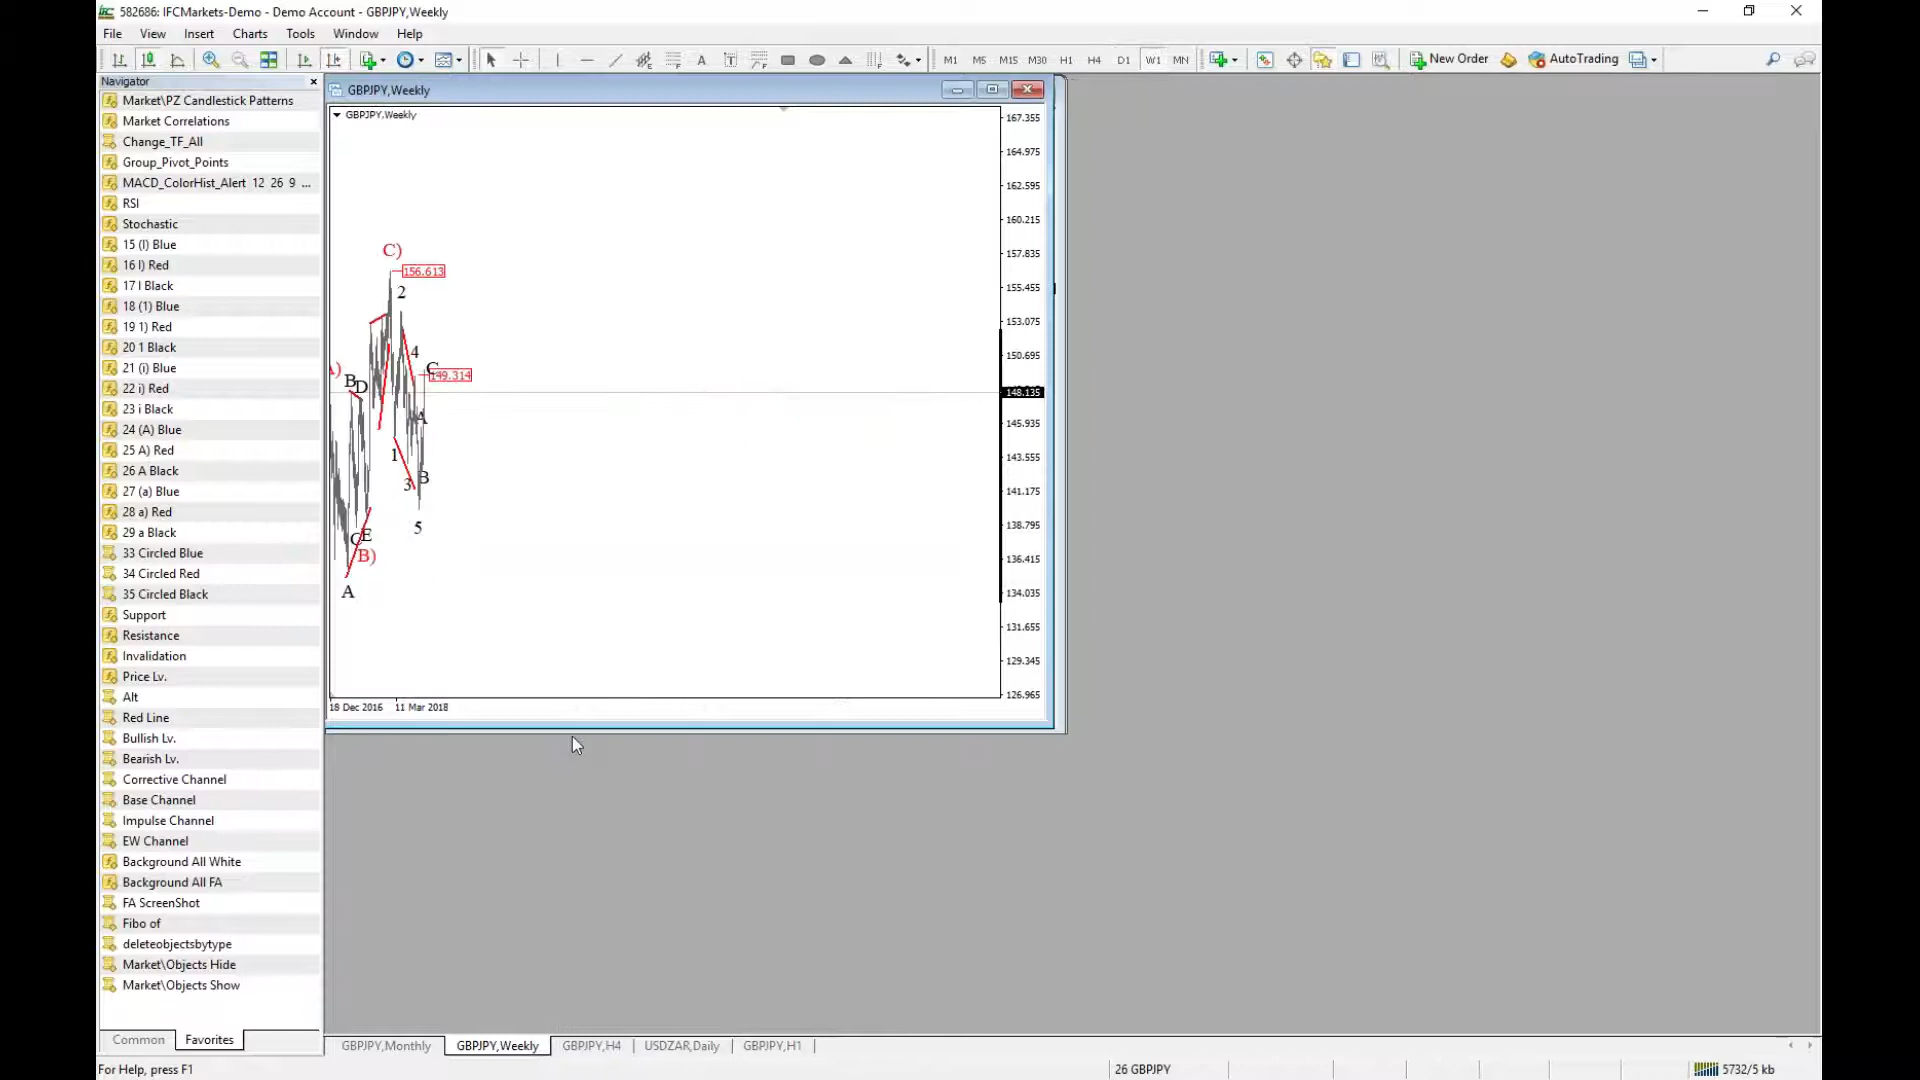 582686: IFCMarkets-Demo - Demo Account - GBPJPY,Weekly
File View Insert Charts Tools Window Help
M1 M5 M15 M30 H1 H4 D1 W1 MN New Order AutoTrading
Navigator
Market\PZ Candlestick Patterns
Market Correlations
Change_TF_All
Group_Pivot_Points
MACD_ColorHist_Alert 12 26 9 ...
RSI
Stochastic
15 (I) Blue
16 I) Red
17 I Black
18 (1) Blue
19 1) Red
20 1 Black
21 (i) Blue
22 i) Red
23 i Black
24 (A) Blue
25 A) Red
26 A Black
27 (a) Blue
28 a) Red
29 a Black
33 Circled Blue
34 Circled Red
35 Circled Black
Support
Resistance
Invalidation
Price Lv.
Alt
Red Line
Bullish Lv.
Bearish Lv.
Corrective Channel
Base Channel
Impulse Channel
EW Channel
Background All White
Background All FA
FA ScreenShot
Fibo of
deleteobjectsbytype
Market\Objects Hide
Market\Objects Show
Common Favorites
GBPJPY,Weekly
GBPJPY,Weekly
C)
156.613
2
4
C
149.314
A)
B
D
A
1
3
B
5
C
E
B)
A
167.355
164.975
162.595
160.215
157.835
155.455
153.075
150.695
148.135
145.935
143.555
141.175
138.795
136.415
134.035
131.655
129.345
126.965
18 Dec 2016 11 Mar 2018
GBPJPY,Monthly GBPJPY,Weekly GBPJPY,H4 USDZAR,Daily GBPJPY,H1
For Help, press F1 26 GBPJPY 5732/5 kb